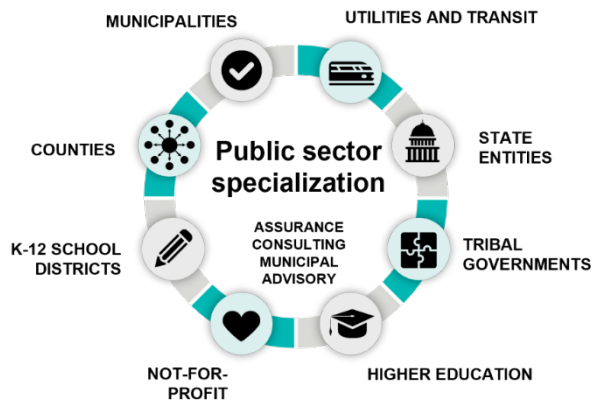 MUNICIPALITIES
UTILITIES AND TRANSIT
COUNTIES
Public sector
specialization
STATE
ENTITIES
ASSURANCE
CONSULTING
MUNICIPAL
ADVISORY
K-12 SCHOOL
DISTRICTS
TRIBAL
GOVERNMENTS
NOT-FOR-
PROFIT
HIGHER EDUCATION